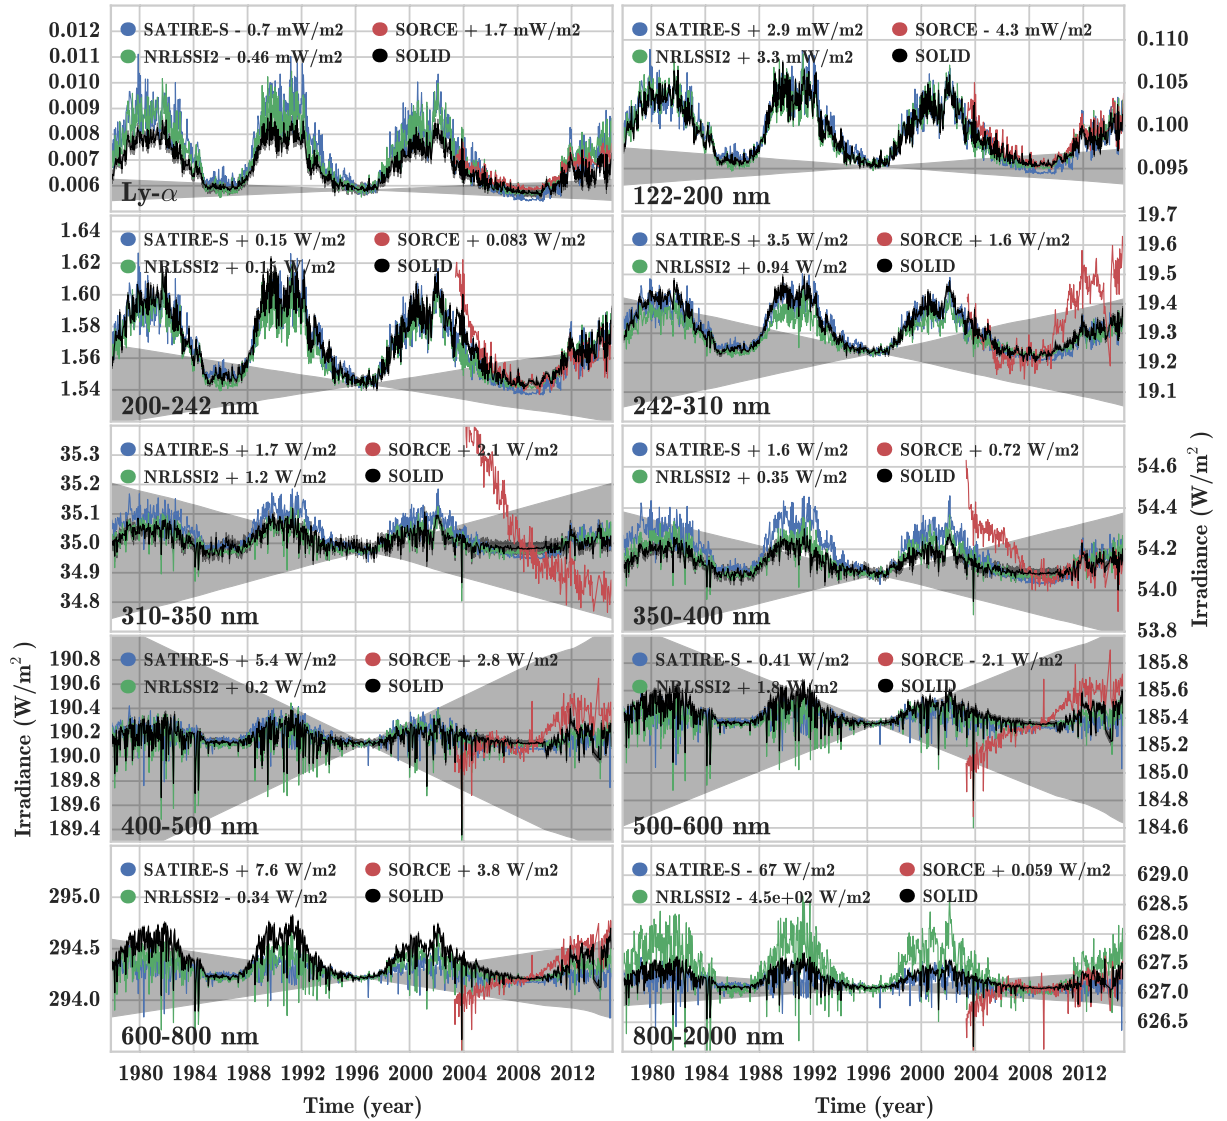 SATIRE-S - 0.7 mW/m2
SORCE + 1.7 mW/m2
NRLSSI2 - 0.46 mW/m2
SOLID
0.012
0.011
0.010
0.009
0.008
0.007
0.006
Ly-α
SATIRE-S + 2.9 mW/m2
SORCE - 4.3 mW/m2
NRLSSI2 + 3.3 mW/m2
SOLID
0.110
0.105
0.100
0.095
122-200 nm
SATIRE-S + 0.15 W/m2
SORCE + 0.083 W/m2
NRLSSI2 + 0.15 W/m2
SOLID
1.64
1.62
1.60
1.58
1.56
1.54
200-242 nm
SATIRE-S + 3.5 W/m2
SORCE + 1.6 W/m2
NRLSSI2 + 0.94 W/m2
SOLID
19.7
19.6
19.5
19.4
19.3
19.2
19.1
242-310 nm
SATIRE-S + 1.7 W/m2
SORCE + 2.1 W/m2
NRLSSI2 + 1.2 W/m2
SOLID
35.3
35.2
35.1
35.0
34.9
34.8
310-350 nm
SATIRE-S + 1.6 W/m2
SORCE + 0.72 W/m2
NRLSSI2 + 0.35 W/m2
SOLID
54.6
54.4
54.2
54.0
53.8
350-400 nm
Irradiance (W/m²)
SATIRE-S + 5.4 W/m2
SORCE + 2.8 W/m2
NRLSSI2 + 0.2 W/m2
SOLID
190.8
190.6
190.4
190.2
190.0
189.8
189.6
189.4
400-500 nm
Irradiance (W/m²)
SATIRE-S - 0.41 W/m2
SORCE - 2.1 W/m2
NRLSSI2 + 1.8 W/m2
SOLID
185.8
185.6
185.4
185.2
185.0
184.8
184.6
500-600 nm
SATIRE-S + 7.6 W/m2
SORCE + 3.8 W/m2
NRLSSI2 - 0.34 W/m2
SOLID
295.0
294.5
294.0
600-800 nm
SATIRE-S - 67 W/m2
SORCE + 0.059 W/m2
NRLSSI2 - 4.5e+02 W/m2
SOLID
629.0
628.5
628.0
627.5
627.0
626.5
800-2000 nm
1980 1984 1988 1992 1996 2000 2004 2008 2012
Time (year)
1980 1984 1988 1992 1996 2000 2004 2008 2012
Time (year)